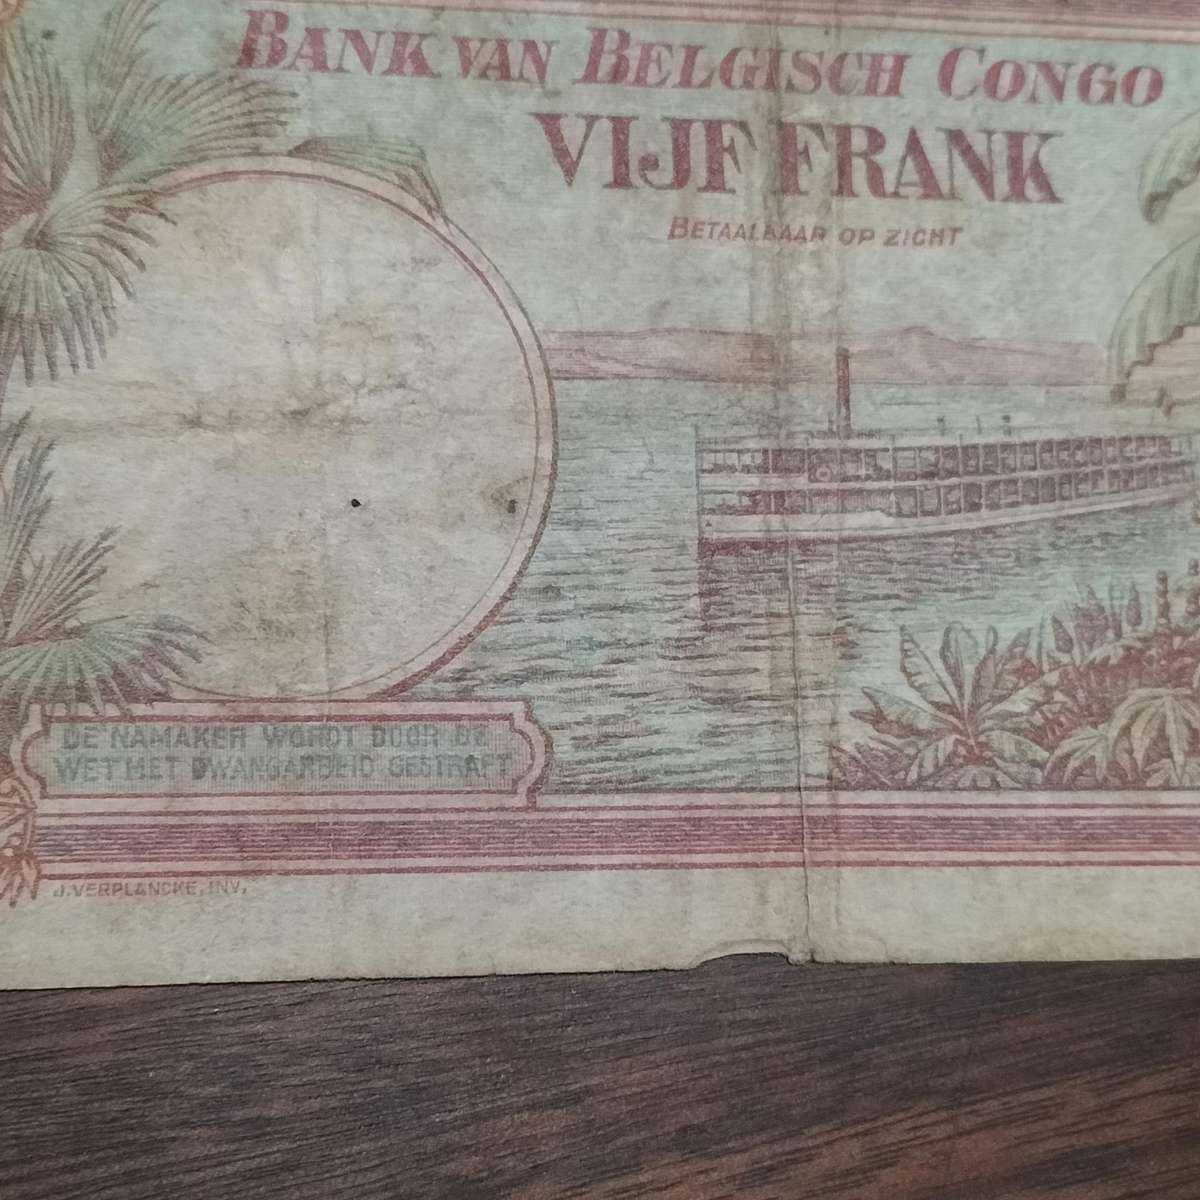 BANK VAN BELGISCH CONGO
VIJF FRANK
BETAALBAAR OP ZICHT
DE NAMAKER WORDT DOOR DE
WET MET DWANGARBEID GESTRAFT
J. VERPLANCKE, INV,